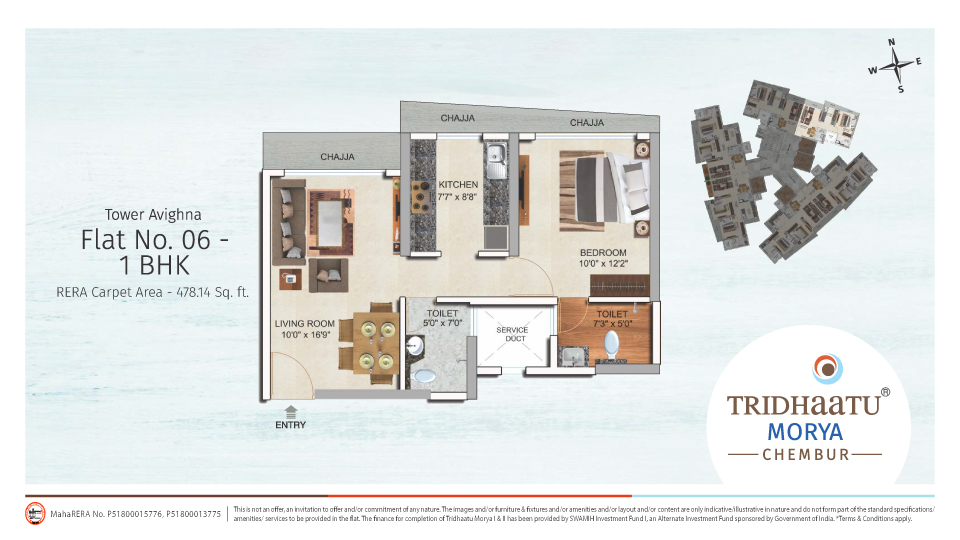 N
W E
S
CHAJJA
CHAJJA
CHAJJA
KITCHEN
7'7" x 8'8"
Tower Avighna
Flat No. 06 -
1 BHK
RERA Carpet Area - 478.14 Sq. ft.
BEDROOM
10'0" x 12'2"
LIVING ROOM
10'0" x 16'9"
TOILET
5'0" x 7'0"
SERVICE
DUCT
TOILET
7'3" x 5'0"
ENTRY
TRIDHaaTU®
MORYA
CHEMBUR
MahaRERA No. P51800015776, P51800013775
This is not an offer, an invitation to offer and/or commitment of any nature. The images and/or furniture & fixtures and/or amenities and/or layout and/or content are only indicative/illustrative in nature and do not form part of the standard specifications/
amenities/ services to be provided in the flat. The finance for completion of Tridhaatu Morya I & II has been provided by SWAMIH Investment Fund I, an Alternate Investment Fund sponsored by Government of India. *Terms & Conditions apply.